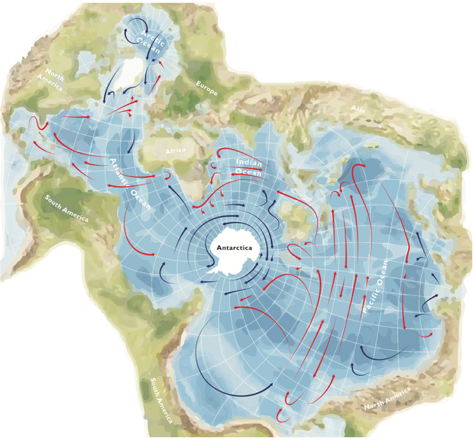 Arctic
Ocean
North
America
Europe
Asia
Africa
Indian
Ocean
Atlantic
Ocean
South America
Antarctica
Pacific Ocean
South America
North America